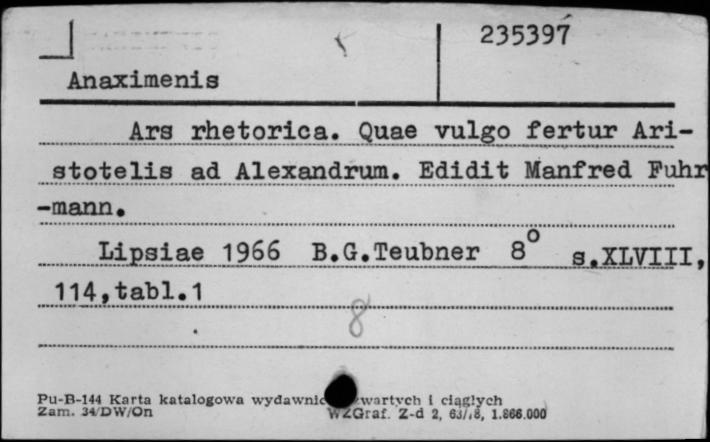 235397
Anaximenis
Ars rhetorica. Quae vulgo fertur Ari-
stotelis ad Alexandrum. Edidit Manfred Fuhr
-mann.
Lipsiae 1966 B.G.Teubner 8° s.XLVIII,
114,tabl.1
8
Pu-B-144 Karta katalogowa wydawnic wartych i ciągłych
Zam. 34/DW/On WZGraf. Z-d 2, 1.866.000